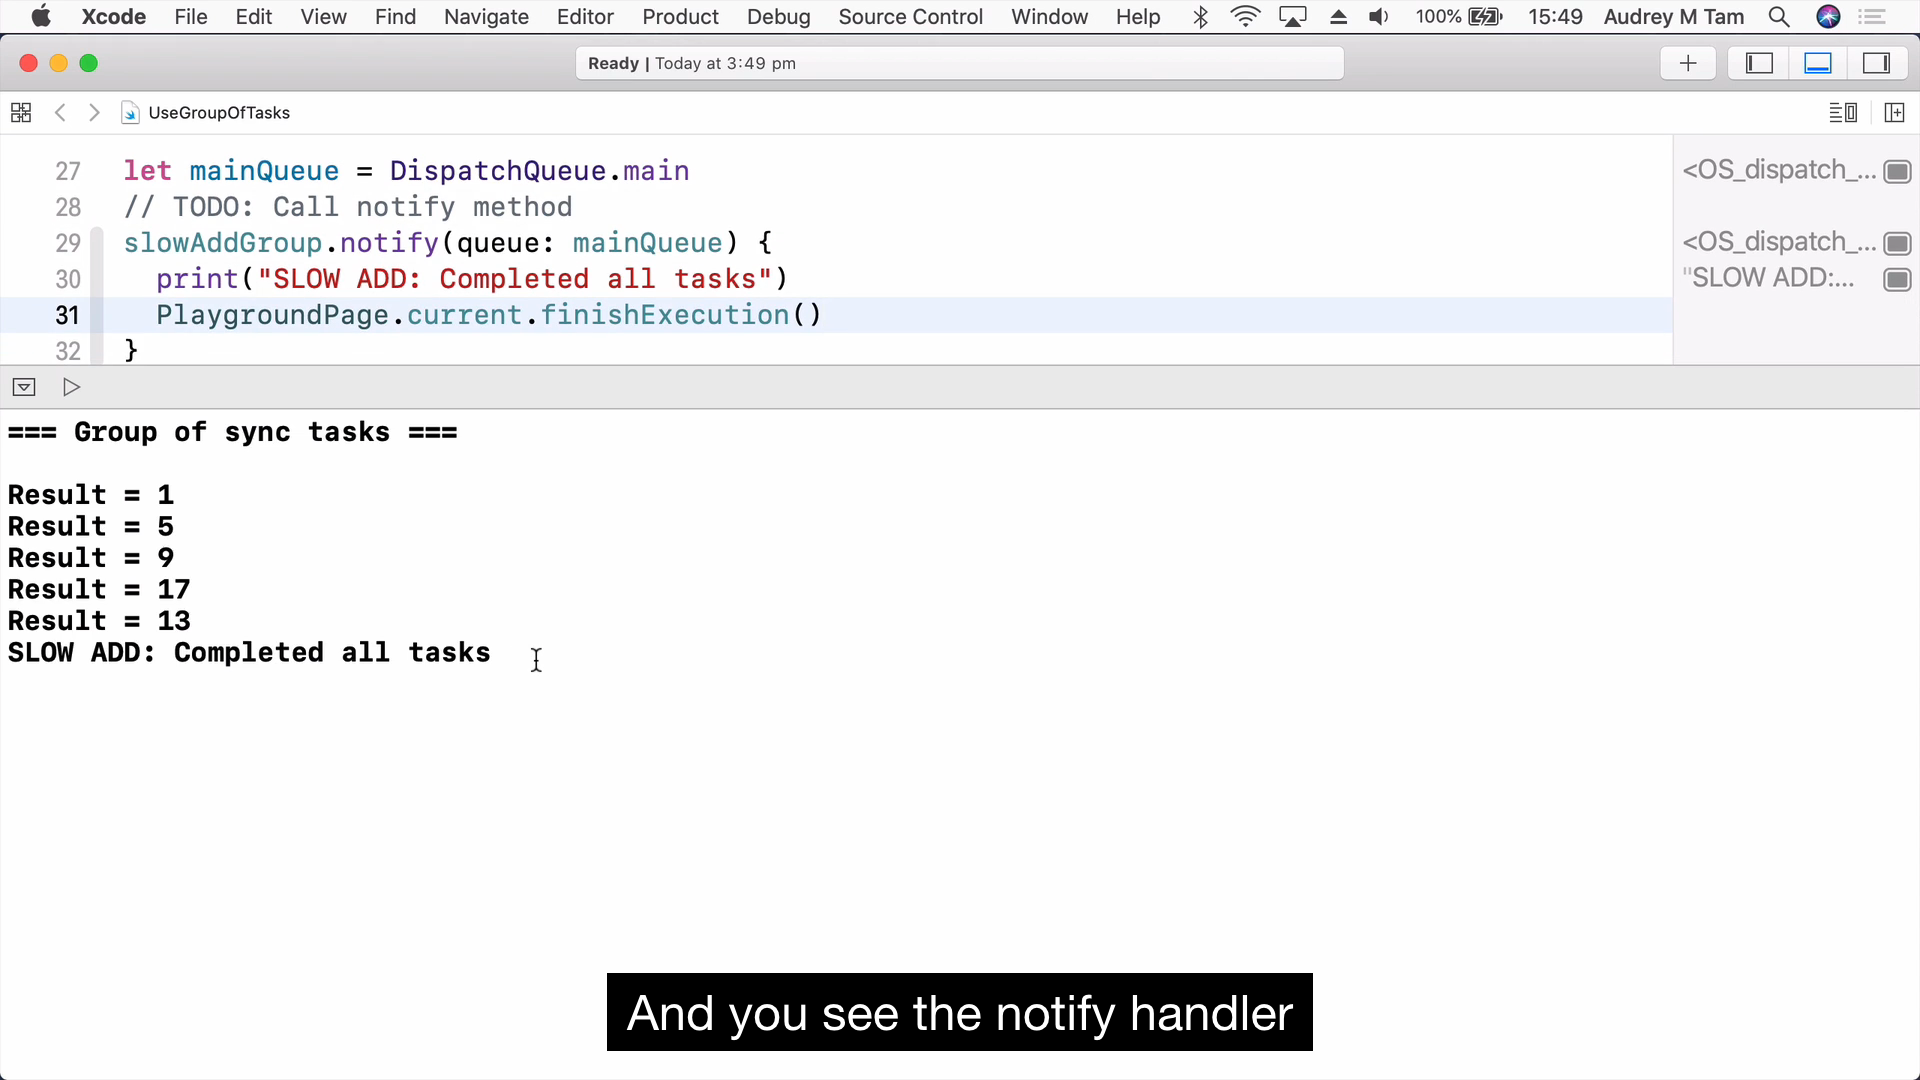 Xcode File Edit View Find Navigate Editor Product Debug Source Control Window Help 100% 15:49 Audrey M Tam
Ready | Today at 3:49 pm
UseGroupOfTasks
27 let mainQueue = DispatchQueue.main <OS_dispatch_...
28 // TODO: Call notify method
29 slowAddGroup.notify(queue: mainQueue) { <OS_dispatch_...
30 print("SLOW ADD: Completed all tasks") "SLOW ADD:...
31 PlaygroundPage.current.finishExecution()
32 }
=== Group of sync tasks ===
Result = 1
Result = 5
Result = 9
Result = 17
Result = 13
SLOW ADD: Completed all tasks
And you see the notify handler